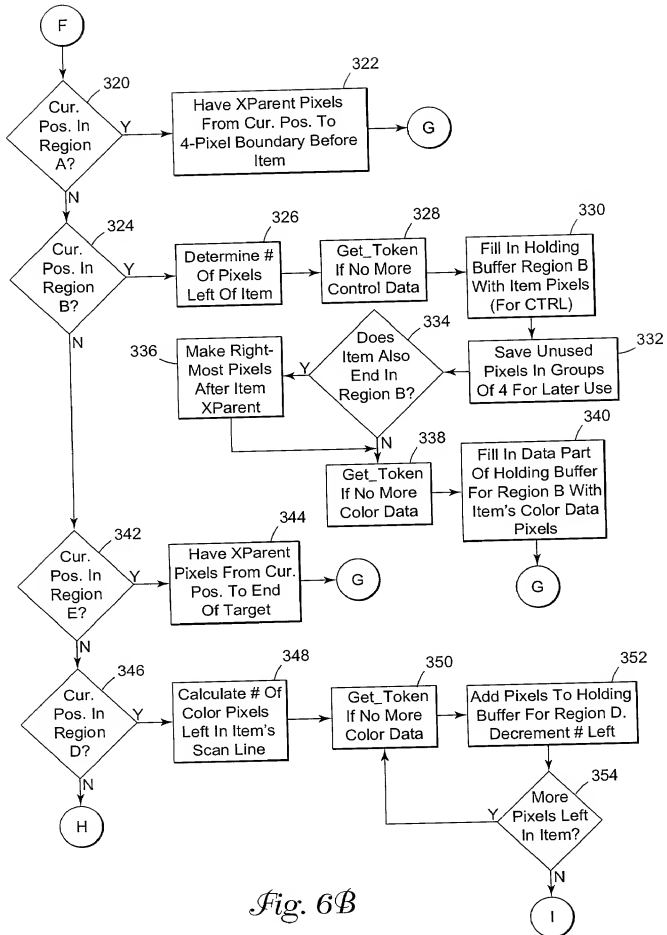 F
320
Cur.
Pos. In
Region
A?
Y
N
322
Have XParent Pixels
From Cur. Pos. To
4-Pixel Boundary Before
Item
G
324
Cur.
Pos. In
Region
B?
Y
N
326
Determine #
Of Pixels
Left Of Item
328
Get_Token
If No More
Control Data
330
Fill In Holding
Buffer Region B
With Item Pixels
(For CTRL)
332
Save Unused
Pixels In Groups
Of 4 For Later Use
334
Does
Item Also
End In
Region B?
Y
N
336
Make Right-
Most Pixels
After Item
XParent
338
Get_Token
If No More
Color Data
340
Fill In Data Part
Of Holding Buffer
For Region B With
Item's Color Data
Pixels
G
342
Cur.
Pos. In
Region
E?
Y
N
344
Have XParent
Pixels From Cur.
Pos. To End
Of Target
G
346
Cur.
Pos. In
Region
D?
Y
N
H
348
Calculate # Of
Color Pixels
Left In Item's
Scan Line
350
Get_Token
If No More
Color Data
352
Add Pixels To Holding
Buffer For Region D.
Decrement # Left
354
More
Pixels Left
In Item?
Y
N
I
Fig. 6B